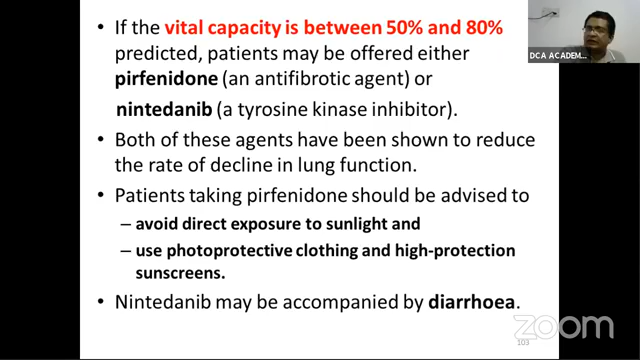 • If the vital capacity is between 50% and 80%
predicted, patients may be offered either
pirfenidone (an antifibrotic agent) or
nintedanib (a tyrosine kinase inhibitor).
• Both of these agents have been shown to reduce
the rate of decline in lung function.
• Patients taking pirfenidone should be advised to
– avoid direct exposure to sunlight and
– use photoprotective clothing and high-protection
sunscreens.
• Nintedanib may be accompanied by diarrhoea.
DCA ACADEM...
zoom
103